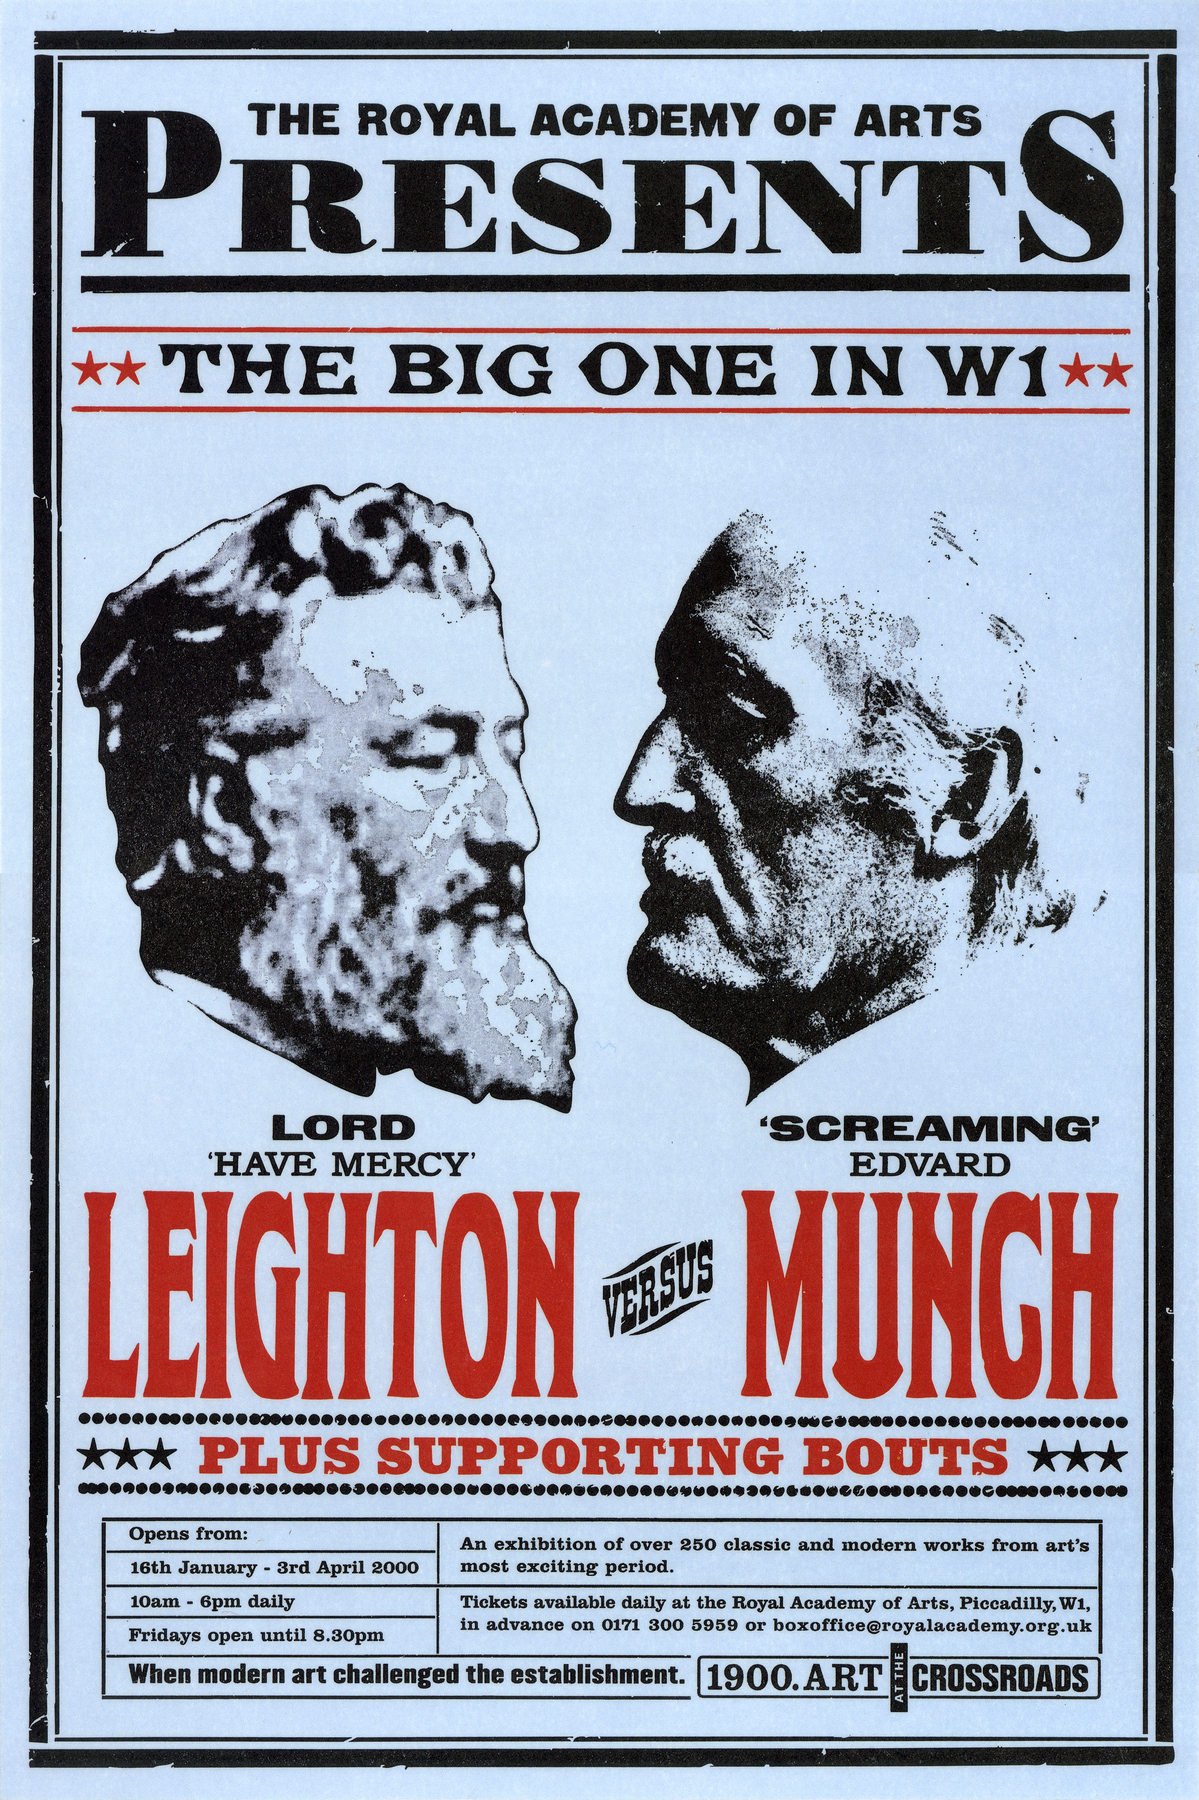 THE ROYAL ACADEMY OF ARTS
PRESENTS
THE BIG ONE IN W1
LORD
'HAVE MERCY'
LEIGHTON
VERSUS
'SCREAMING'
EDVARD
MUNCH
PLUS SUPPORTING BOUTS
Opens from:
16th January - 3rd April 2000
10am - 6pm daily
Fridays open until 8.30pm
An exhibition of over 250 classic and modern works from art's
most exciting period.
Tickets available daily at the Royal Academy of Arts, Piccadilly, W1,
in advance on 0171 300 5959 or boxoffice@royalacademy.org.uk
When modern art challenged the establishment.
1900.ART AT THE CROSSROADS